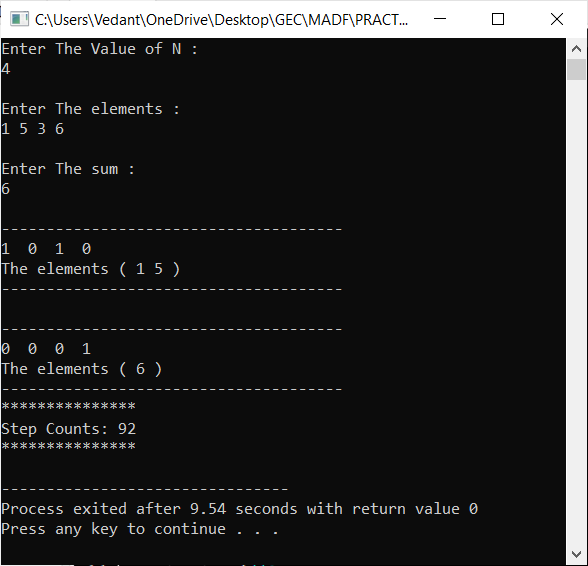 C:\Users\Vedant\OneDrive\Desktop\GEC\MADF\PRACT...
Enter The Value of N :
4
Enter The elements :
1 5 3 6
Enter The sum :
6
--------------------------------------
1  0  1  0
The elements ( 1 5 )
--------------------------------------
--------------------------------------
0  0  0  1
The elements ( 6 )
--------------------------------------
***************
Step Counts: 92
***************
--------------------------------
Process exited after 9.54 seconds with return value 0
Press any key to continue . . .